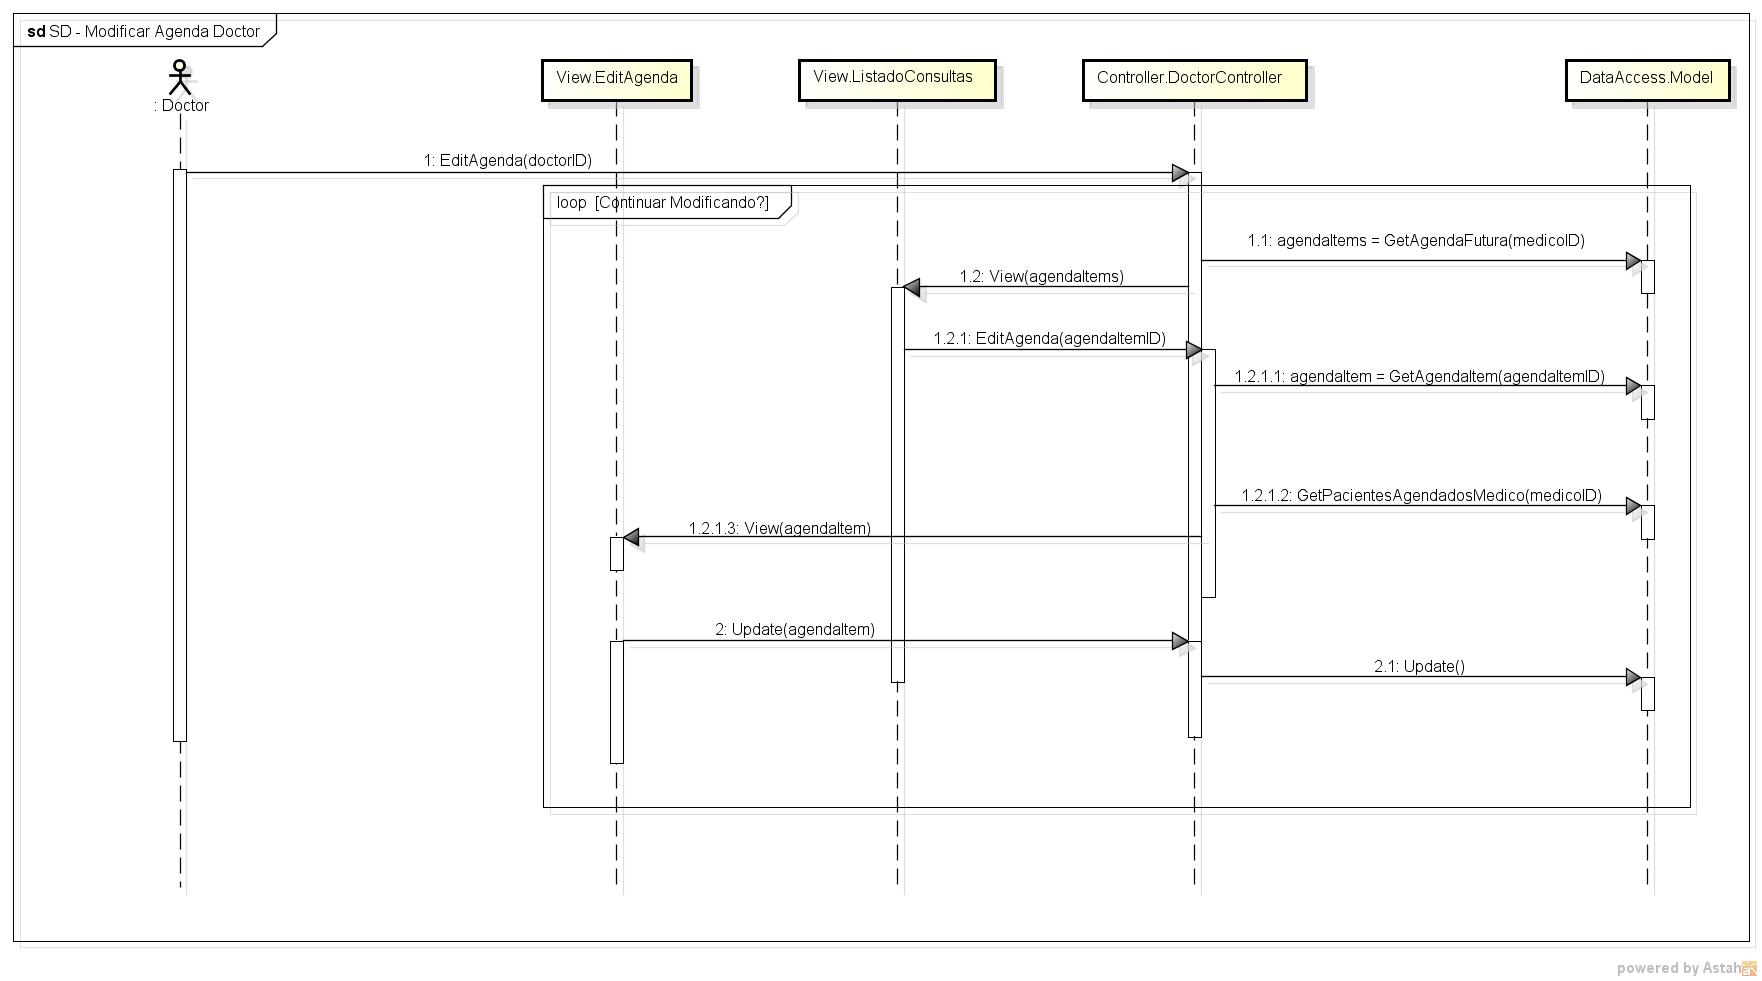 sd SD - Modificar Agenda Doctor
: Doctor
View.EditAgenda
View.ListadoConsultas
Controller.DoctorController
DataAccess.Model
1: EditAgenda(doctorID)
loop [Continuar Modificando?]
1.1: agendaItems = GetAgendaFutura(medicoID)
1.2: View(agendaItems)
1.2.1: EditAgenda(agendaItemID)
1.2.1.1: agendaItem = GetAgendaItem(agendaItemID)
1.2.1.2: GetPacientesAgendadosMedico(medicoID)
1.2.1.3: View(agendaItem)
2: Update(agendaItem)
2.1: Update()
powered by Astah